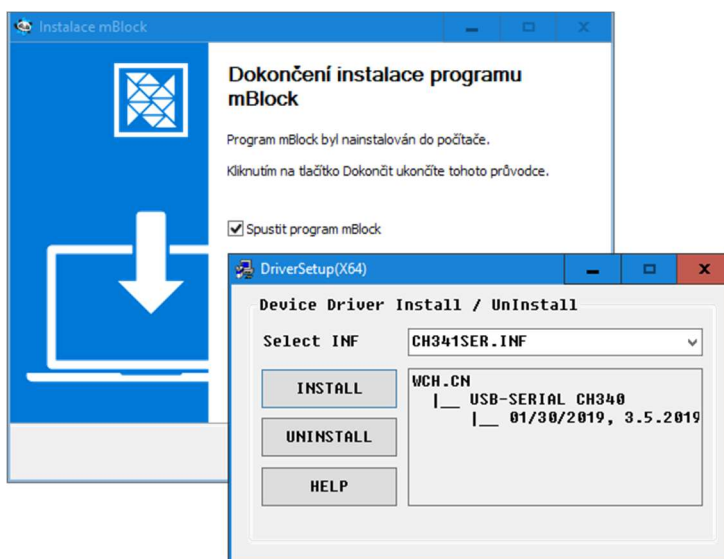 Instalace mBlock
Dokončení instalace programu
mBlock
Program mBlock byl nainstalován do počítače.
Kliknutím na tlačítko Dokončit ukončíte tohoto průvodce.
Spustit program mBlock
DriverSetup(X64)
Device Driver Install / UnInstall
Select INF
CH341SER.INF
INSTALL
UNINSTALL
HELP
WCH.CN
|__ USB-SERIAL CH340
|__ 01/30/2019, 3.5.2019